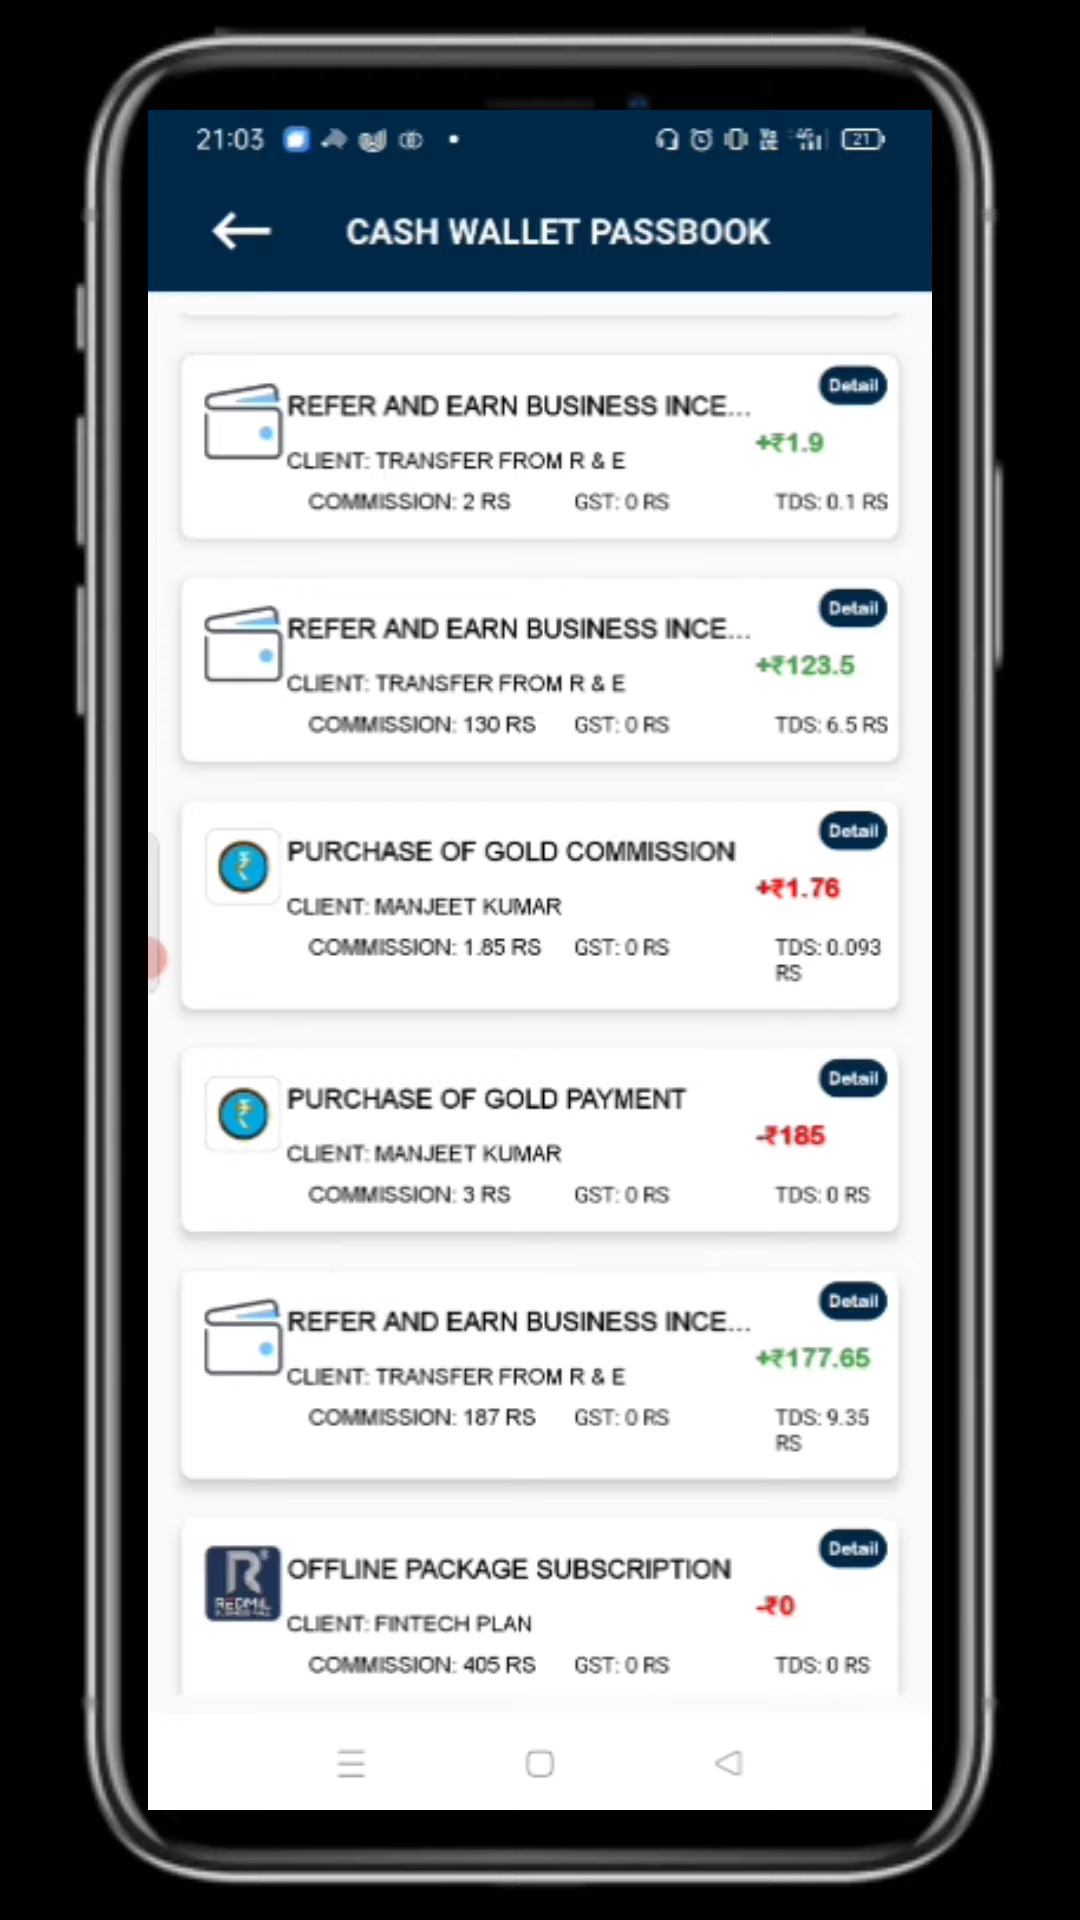 21:03
21
CASH WALLET PASSBOOK
Detail
REFER AND EARN BUSINESS INCE...
+₹1.9
CLIENT: TRANSFER FROM R & E
COMMISSION: 2 RS GST: 0 RS TDS: 0.1 RS
Detail
REFER AND EARN BUSINESS INCE...
+₹123.5
CLIENT: TRANSFER FROM R & E
COMMISSION: 130 RS GST: 0 RS TDS: 6.5 RS
Detail
PURCHASE OF GOLD COMMISSION
+₹1.76
CLIENT: MANJEET KUMAR
COMMISSION: 1.85 RS GST: 0 RS TDS: 0.093
RS
Detail
PURCHASE OF GOLD PAYMENT
-₹185
CLIENT: MANJEET KUMAR
COMMISSION: 3 RS GST: 0 RS TDS: 0 RS
Detail
REFER AND EARN BUSINESS INCE...
+₹177.65
CLIENT: TRANSFER FROM R & E
COMMISSION: 187 RS GST: 0 RS TDS: 9.35
RS
Detail
OFFLINE PACKAGE SUBSCRIPTION
-₹0
REDMIL
CLIENT: FINTECH PLAN
COMMISSION: 405 RS GST: 0 RS TDS: 0 RS